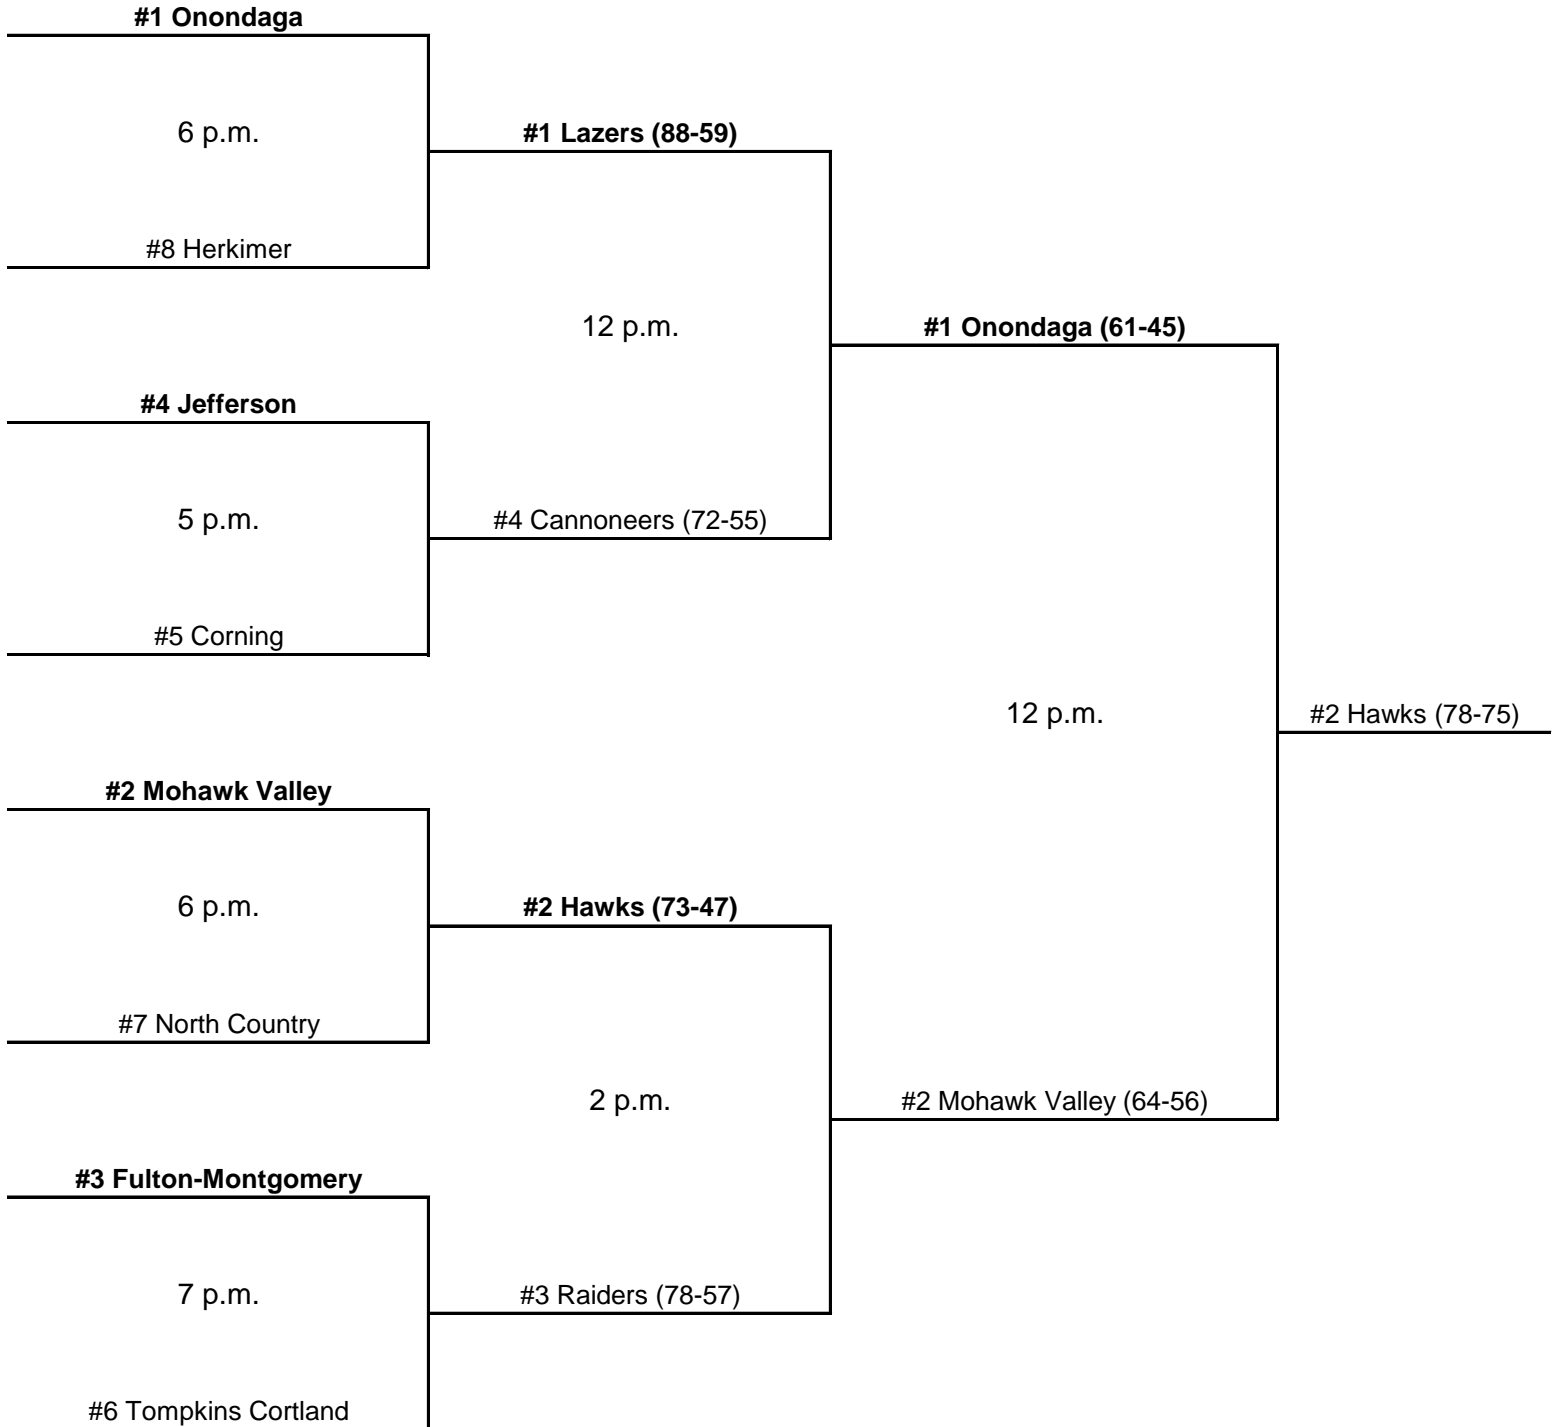 #1 Onondaga
6 p.m.
#1 Lazers (88-59)
#8 Herkimer
12 p.m.
#1 Onondaga (61-45)
#4 Jefferson
5 p.m.
#4 Cannoneers (72-55)
#5 Corning
12 p.m.
#2 Hawks (78-75)
#2 Mohawk Valley
6 p.m.
#2 Hawks (73-47)
#7 North Country
2 p.m.
#2 Mohawk Valley (64-56)
#3 Fulton-Montgomery
7 p.m.
#3 Raiders (78-57)
#6 Tompkins Cortland